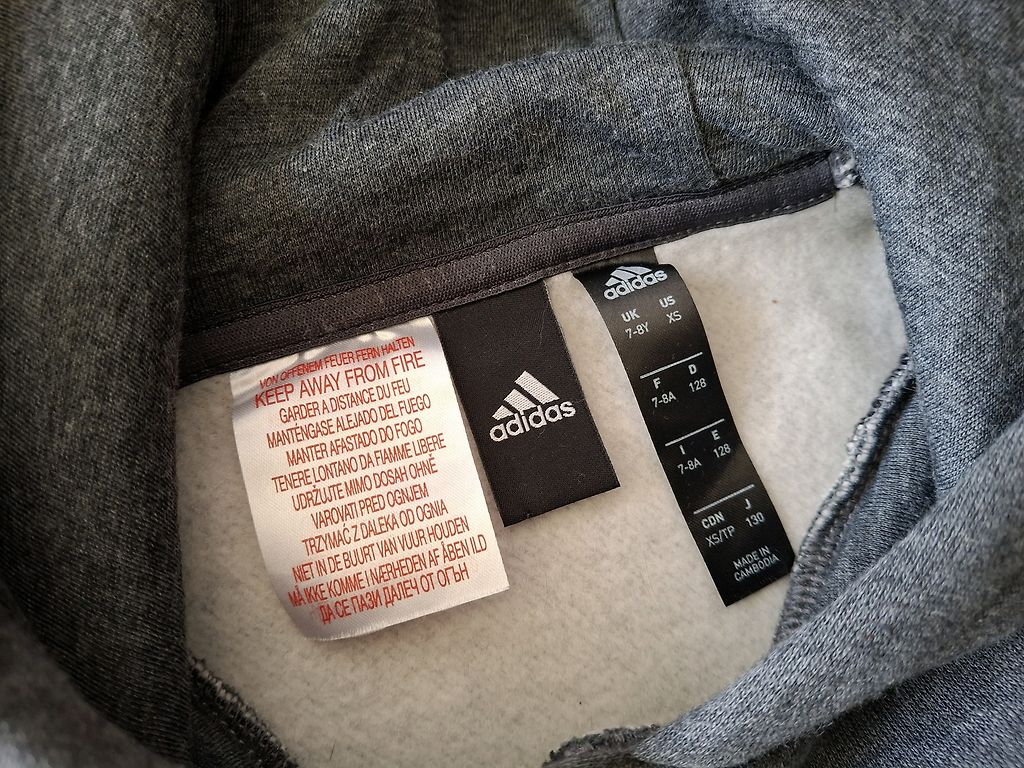 VON OFFENEM FEUER FERN HALTEN
KEEP AWAY FROM FIRE
GARDER A DISTANCE DU FEU
MANTÉNGASE ALEJADO DEL FUEGO
MANTER AFASTADO DO FOGO
TENERE LONTANO DA FIAMME LIBERE
UDRŽUJTE MIMO DOSAH OHNĚ
VAROVATI PRED OGNJEM
TRZYMAĆ Z DALEKA OD OGNIA
NIET IN DE BUURT VAN VUUR HOUDEN
MÅ IKKE KOMME I NÆRHEDEN AF ÅBEN ILD
ДА СЕ ПАЗИ ДАЛЕЧ ОТ ОГЪН
adidas
adidas
UK US
7-8Y XS
F D
7-8A 128
I E
7-8A 128
CDN J
XS/TP 130
MADE IN
CAMBODIA